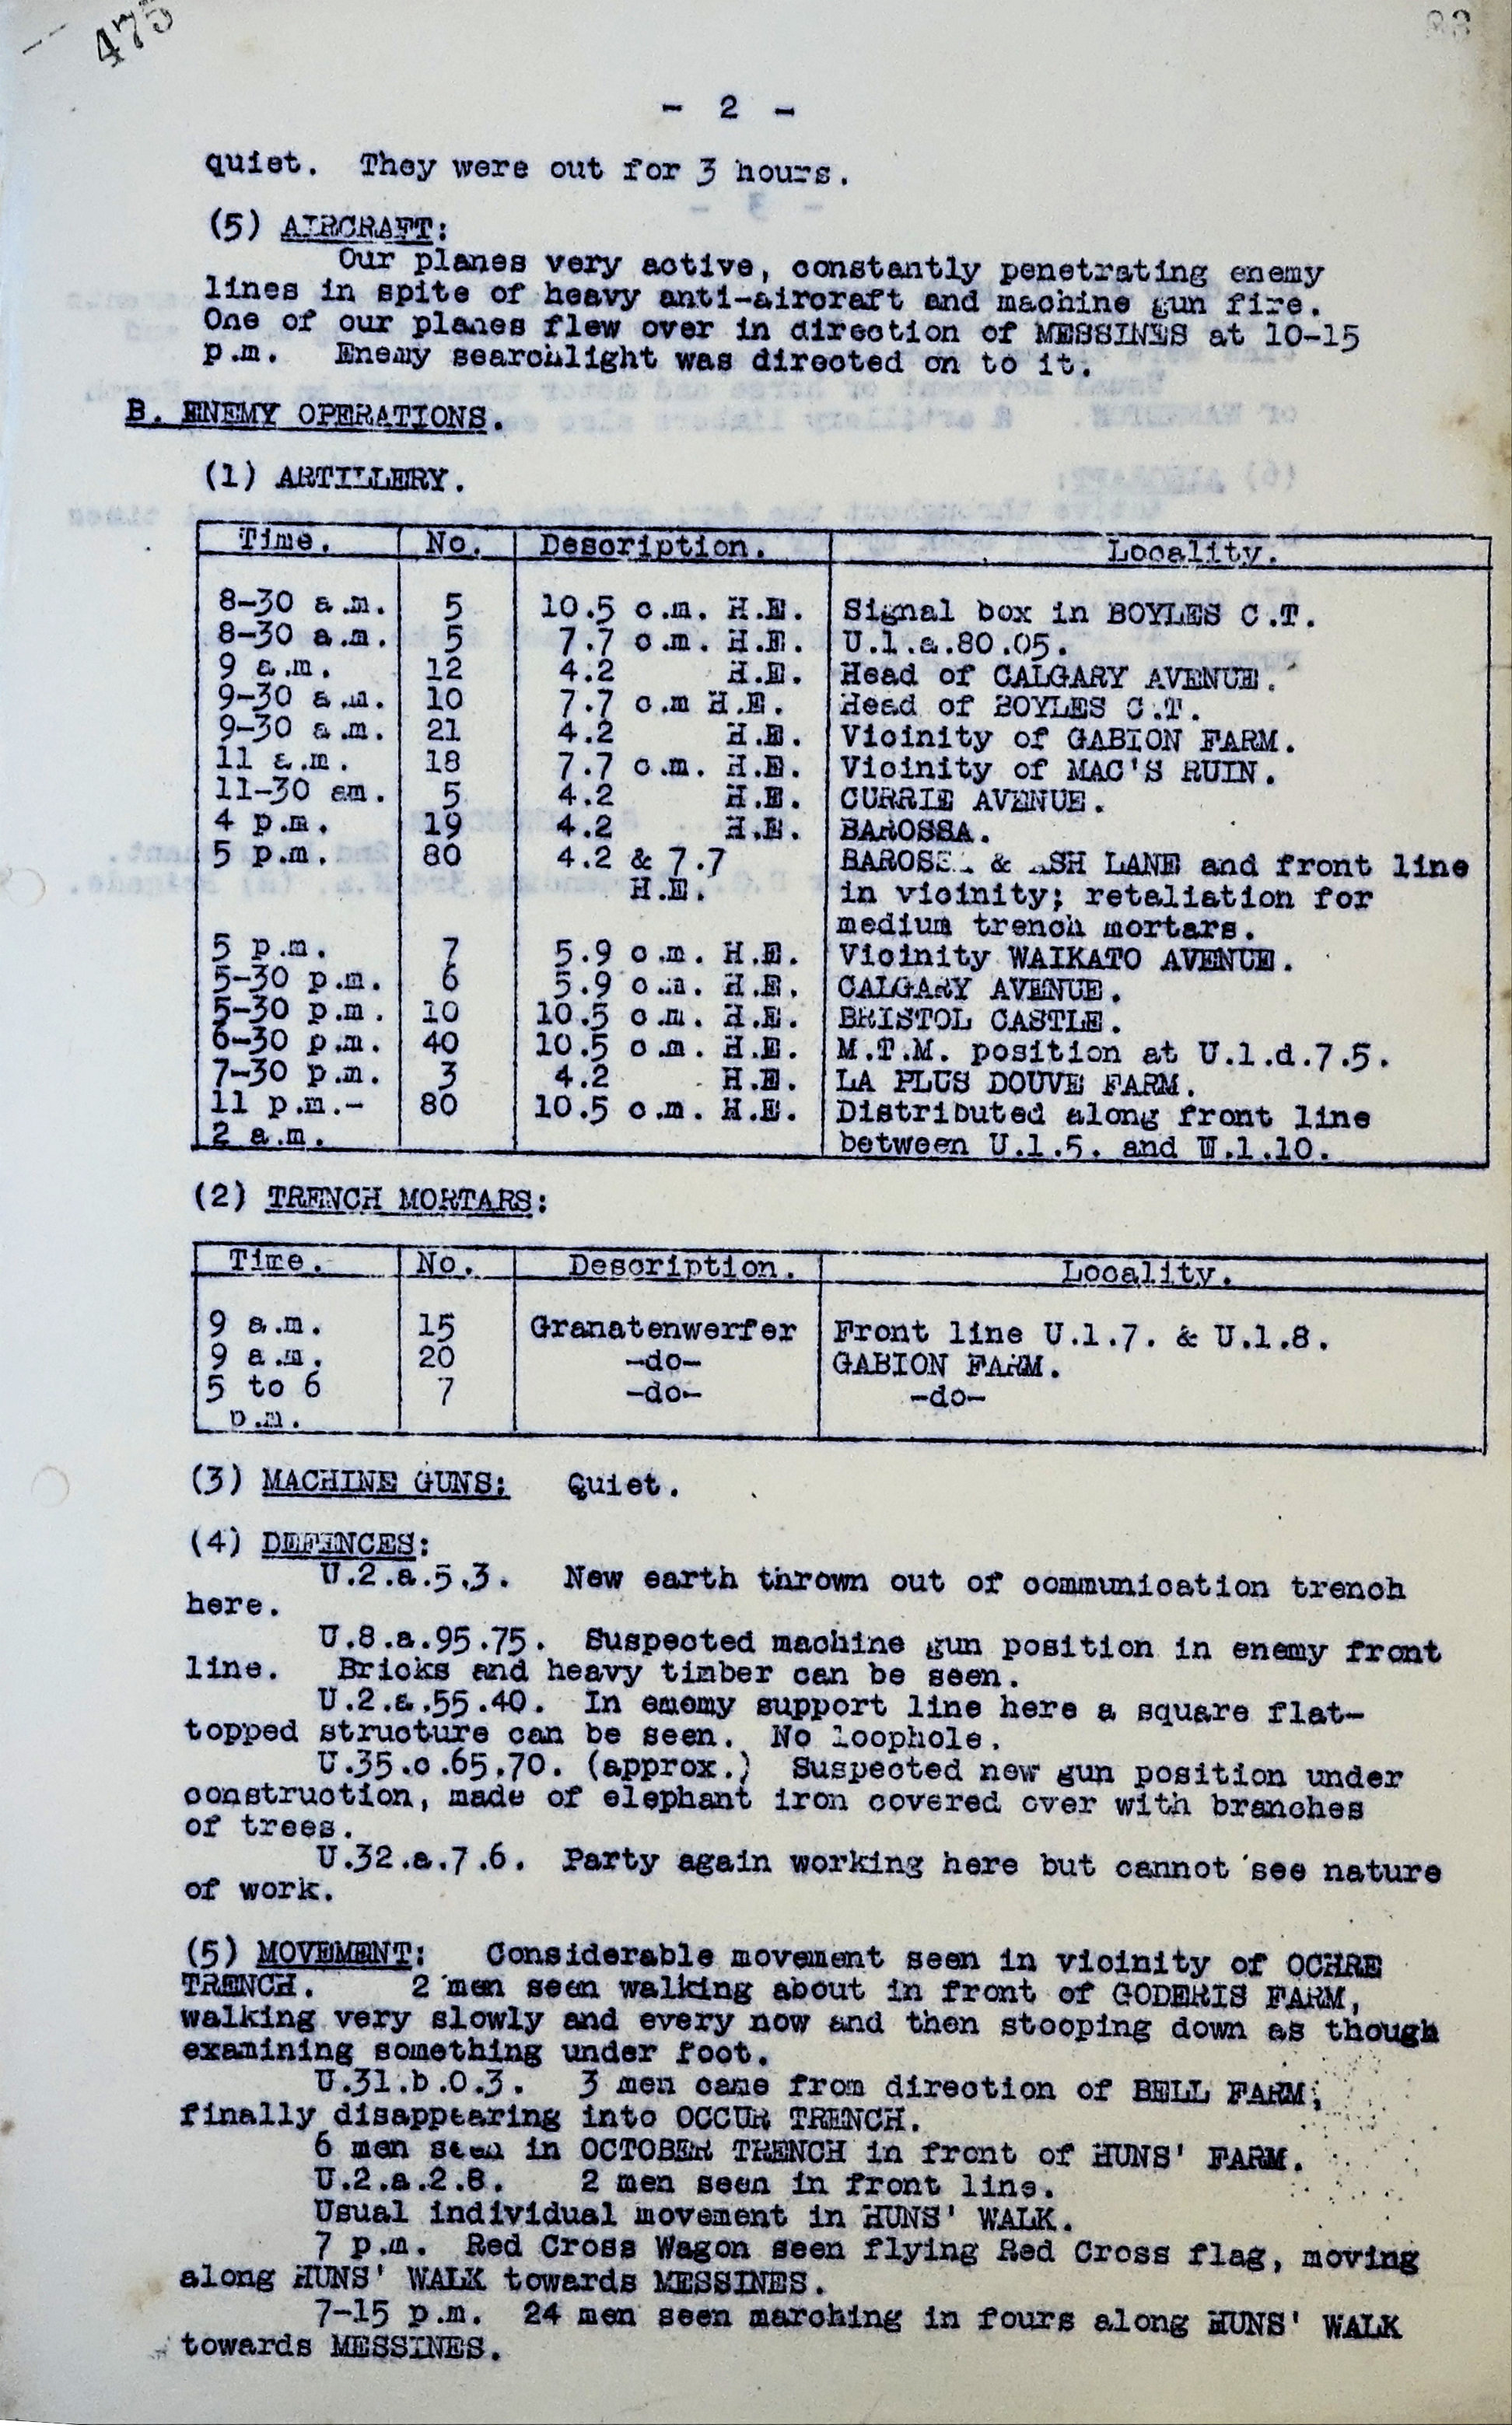 475
- 2 -
quiet. They were out for 3 hours.
(5) AIRCRAFT:
Our planes very active, constantly penetrating enemy
lines in spite of heavy anti-aircraft and machine gun fire.
One of our planes flew over in direction of MESSINES at 10-15
p.m. Enemy searchlight was directed on to it.
B. ENEMY OPERATIONS.
(1) ARTILLERY.
Time. No. Description. Locality.
8-30 a.m. 5 10.5 c.m. H.E. Signal box in BOYLES C.T.
8-30 a.m. 5 7.7 c.m. H.E. U.1.a.80.05.
9 a.m. 12 4.2 H.E. Head of CALGARY AVENUE.
9-30 a.m. 10 7.7 c.m H.E. Head of BOYLES C.T.
9-30 a.m. 21 4.2 H.E. Vicinity of GABION FARM.
11 a.m. 18 7.7 c.m. H.E. Vicinity of MAC'S RUIN.
11-30 am. 5 4.2 H.E. CURRIE AVENUE.
4 p.m. 19 4.2 H.E. BAROSSA.
5 p.m. 80 4.2 & 7.7 & LANE and front line
H.E. in vicinity; retaliation for
medium trench mortars.
5 p.m. 7 5.9 c.m. H.E. Vicinity WAIKATO AVENUE.
5-30 p.m. 6 5.9 c.m. H.E. CALGARY AVENUE.
5-30 p.m. 10 10.5 c.m. H.E. BRISTOL CASTLE.
6-30 p.m. 40 10.5 c.m. H.E. M.T.M. position at U.1.d.7.5.
7-30 p.m. 3 4.2 H.E. LA PLUS DOUVE FARM.
11 p.m.- 80 10.5 c.m. H.E. Distributed along front line
2 a.m. between U.1.5. and .1.10.
(2) TRENCH MORTARS:
Time. No. Description. Locality.
9 a.m. 15 Granatenwerfer Front line U.1.7. & U.1.8.
9 a.m. 20 -do- GABION FARM.
5 to 6 7 -do- -do-
p.m.
(3) MACHINE GUNS: Quiet.
(4) DEFENCES:
U.2.a.5.3. New earth thrown out of communication trench
here.
U.8.a.95.75. Suspected machine gun position in enemy front
line. Bricks and heavy timber can be seen.
U.2.a.55.40. In ememy support line here a square flat-
topped structure can be seen. No loophole.
U.35.c.65.70. (approx.) Suspected new gun position under
construction, made of elephant iron covered over with branches
of trees.
U.32.a.7.6. Party again working here but cannot see nature
of work.
(5) MOVEMENT: Considerable movement seen in vicinity of OCHRE
TRENCH. 2 men seen walking about in front of GODERIS FARM,
walking very slowly and every now and then stooping down as though
examining something under foot.
U.31.b.0.3. 3 men came from direction of BELL FARM;
finally disappearing into OCCUR TRENCH.
6 men seen in OCTOBER TRENCH in front of HUNS' FARM.
U.2.a.2.8. 2 men seen in front line.
Usual individual movement in HUNS' WALK.
7 p.m. Red Cross Wagon seen flying Red Cross flag, moving
along HUNS' WALK towards MESSINES.
7-15 p.m. 24 men seen marching in fours along HUNS' WALK
towards MESSINES.